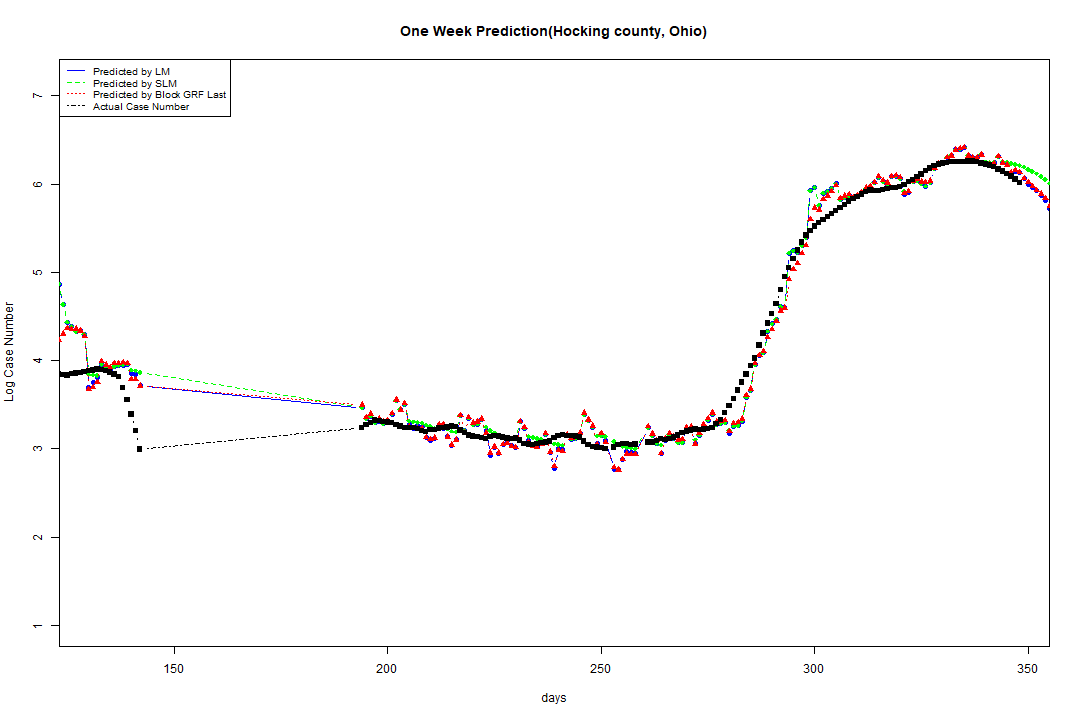 One Week Prediction(Hocking county, Ohio)
Predicted by LM
Predicted by SLM
Predicted by Block GRF Last
Actual Case Number
Log Case Number
7
6
5
4
3
2
1
150 200 250 300 350
days